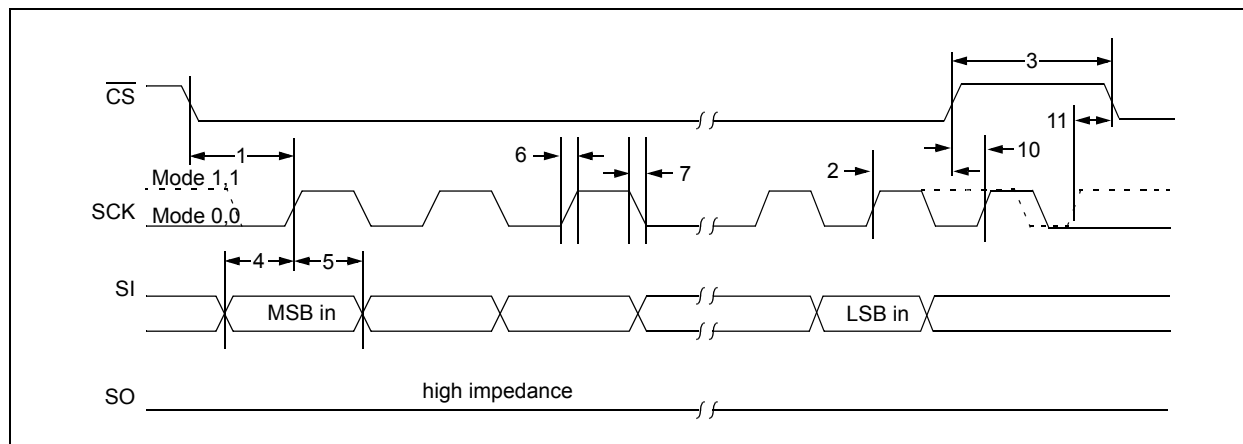 3
CS
11
1
6
10
Mode 1,1
2
7
SCK
Mode 0,0
4
5
SI
MSB in
LSB in
high impedance
SO